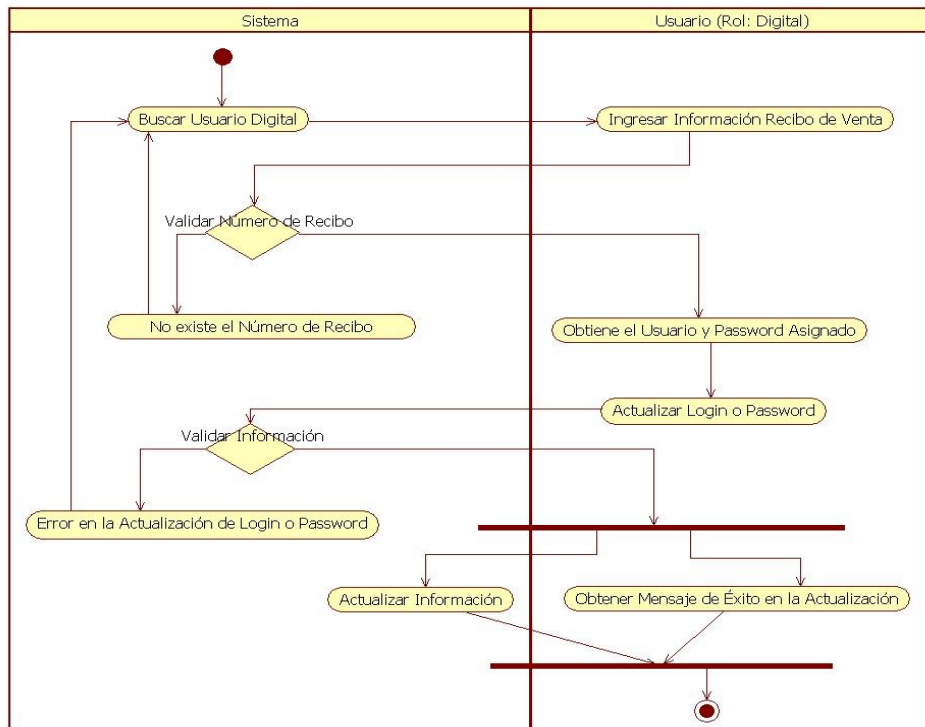 Sistema
Usuario (Rol: Digital)
Buscar Usuario Digital
Ingresar Información Recibo de Venta
Validar Número de Recibo
No existe el Número de Recibo
Obtiene el Usuario y Password Asignado
Actualizar Login o Password
Validar Información
Error en la Actualización de Login o Password
Actualizar Información
Obtener Mensaje de Éxito en la Actualización